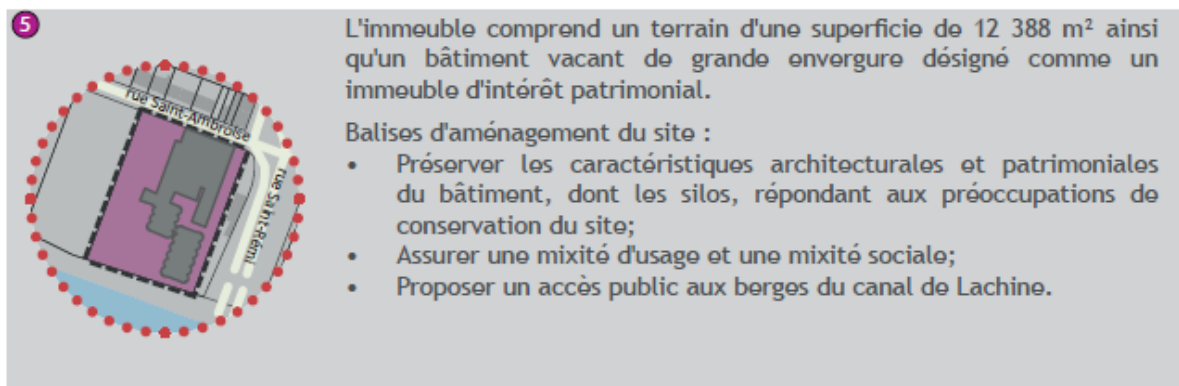 5
L'immeuble comprend un terrain d'une superficie de 12 388 m² ainsi
qu'un bâtiment vacant de grande envergure désigné comme un
immeuble d'intérêt patrimonial.
Balises d'aménagement du site :
• Préserver les caractéristiques architecturales et patrimoniales
du bâtiment, dont les silos, répondant aux préoccupations de
conservation du site;
• Assurer une mixité d'usage et une mixité sociale;
• Proposer un accès public aux berges du canal de Lachine.
rue Saint-Ambroise
rue Saint-Rémi